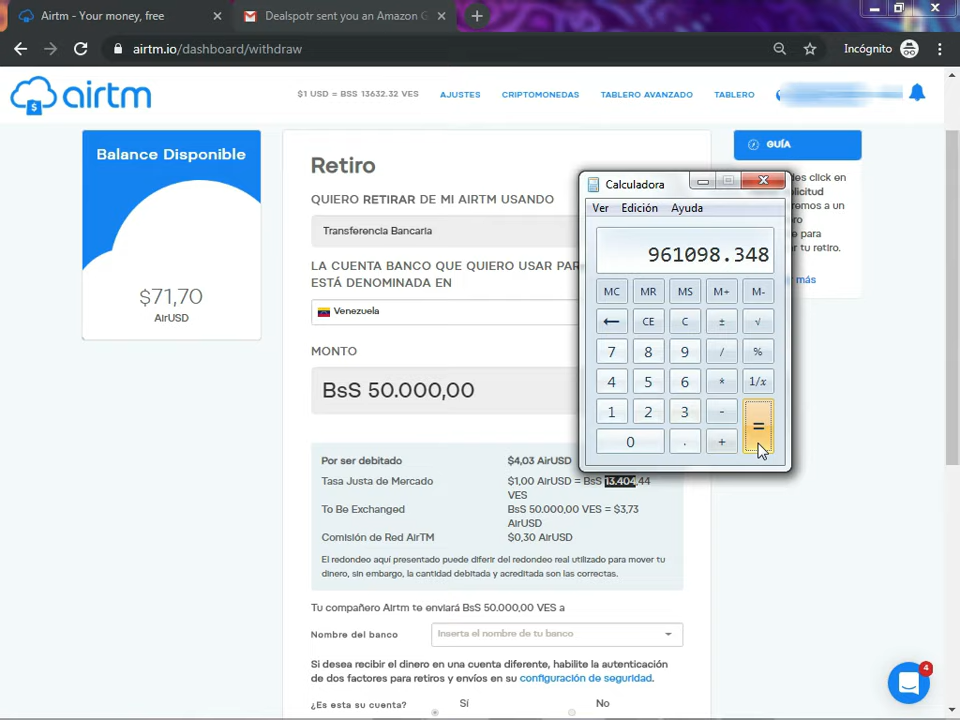 Airtm - Your money, free
Dealspotr sent you an Amazon G
airtm.io/dashboard/withdraw
Incógnito
airtm
$1 USD = BSS 13632.32 VES
AJUSTES
CRIPTOMONEDAS
TABLERO AVANZADO
TABLERO
Balance Disponible
$71,70
AirUSD
Retiro
QUIERO RETIRAR DE MI AIRTM USANDO
Transferencia Bancaria
LA CUENTA BANCO QUE QUIERO USAR PAR
ESTÁ DENOMINADA EN
Venezuela
MONTO
BsS 50.000,00
Por ser debitado $4,03 AirUSD
Tasa Justa de Mercado $1,00 AirUSD = BsS 13.404,44
VES
To Be Exchanged BsS 50.000,00 VES = $3,73
AirUSD
Comisión de Red AirTM $0,30 AirUSD
El redondeo aquí presentado puede diferir del redondeo real utilizado para mover tu
dinero, sin embargo, la cantidad debitada y acreditada son las correctas.
Tu compañero Airtm te enviará BsS 50.000,00 VES a
Nombre del banco
Inserta el nombre de tu banco
Si desea recibir el dinero en una cuenta diferente, habilite la autenticación
de dos factores para retiros y envíos en su configuración de seguridad.
¿Es esta su cuenta?
Sí
No
GUÍA
es click en
olicitud
remos a un
ro
e para
r tu retiro.
más
Calculadora
Ver Edición Ayuda
961098.348
MC MR MS M+ M-
← CE C ± √
7 8 9 / %
4 5 6 * 1/x
1 2 3 - =
0 . +
4